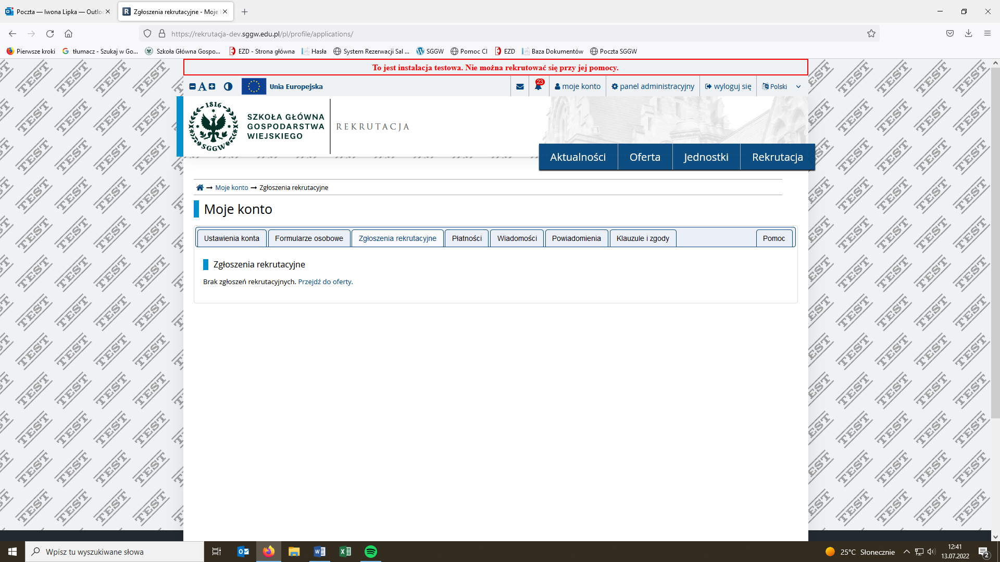 Poczta — Iwona Lipka — Outlo
Zgłoszenia rekrutacyjne - Moje
https://rekrutacja-dev.sggw.edu.pl/pl/profile/applications/
Pierwsze kroki
tłumacz - Szukaj w Go...
Szkoła Główna Gospo...
EZD - Strona główna
Hasła
System Rezerwacji Sal ...
SGGW
Pomoc CI
EZD
Baza Dokumentów
Poczta SGGW
To jest instalacja testowa. Nie można rekrutować się przy jej pomocy.
A
Unia Europejska
23
moje konto
panel administracyjny
wyloguj się
Polski
1816
SGGW
SZKOŁA GŁÓWNA
GOSPODARSTWA
WIEJSKIEGO
REKRUTACJA
Aktualności
Oferta
Jednostki
Rekrutacja
Moje konto
Zgłoszenia rekrutacyjne
Moje konto
Ustawienia konta
Formularze osobowe
Zgłoszenia rekrutacyjne
Płatności
Wiadomości
Powiadomienia
Klauzule i zgody
Pomoc
Zgłoszenia rekrutacyjne
Brak zgłoszeń rekrutacyjnych. Przejdź do oferty.
TEST
Wpisz tu wyszukiwane słowa
25°C Słonecznie
12:41
13.07.2022
2